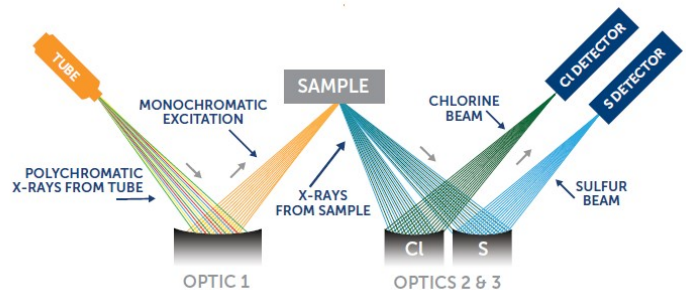 TUBE
POLYCHROMATIC
X-RAYS FROM TUBE
MONOCHROMATIC
EXCITATION
OPTIC 1
SAMPLE
X-RAYS
FROM SAMPLE
CHLORINE
BEAM
Cl DETECTOR
S DETECTOR
SULFUR
BEAM
Cl
S
OPTICS 2 & 3